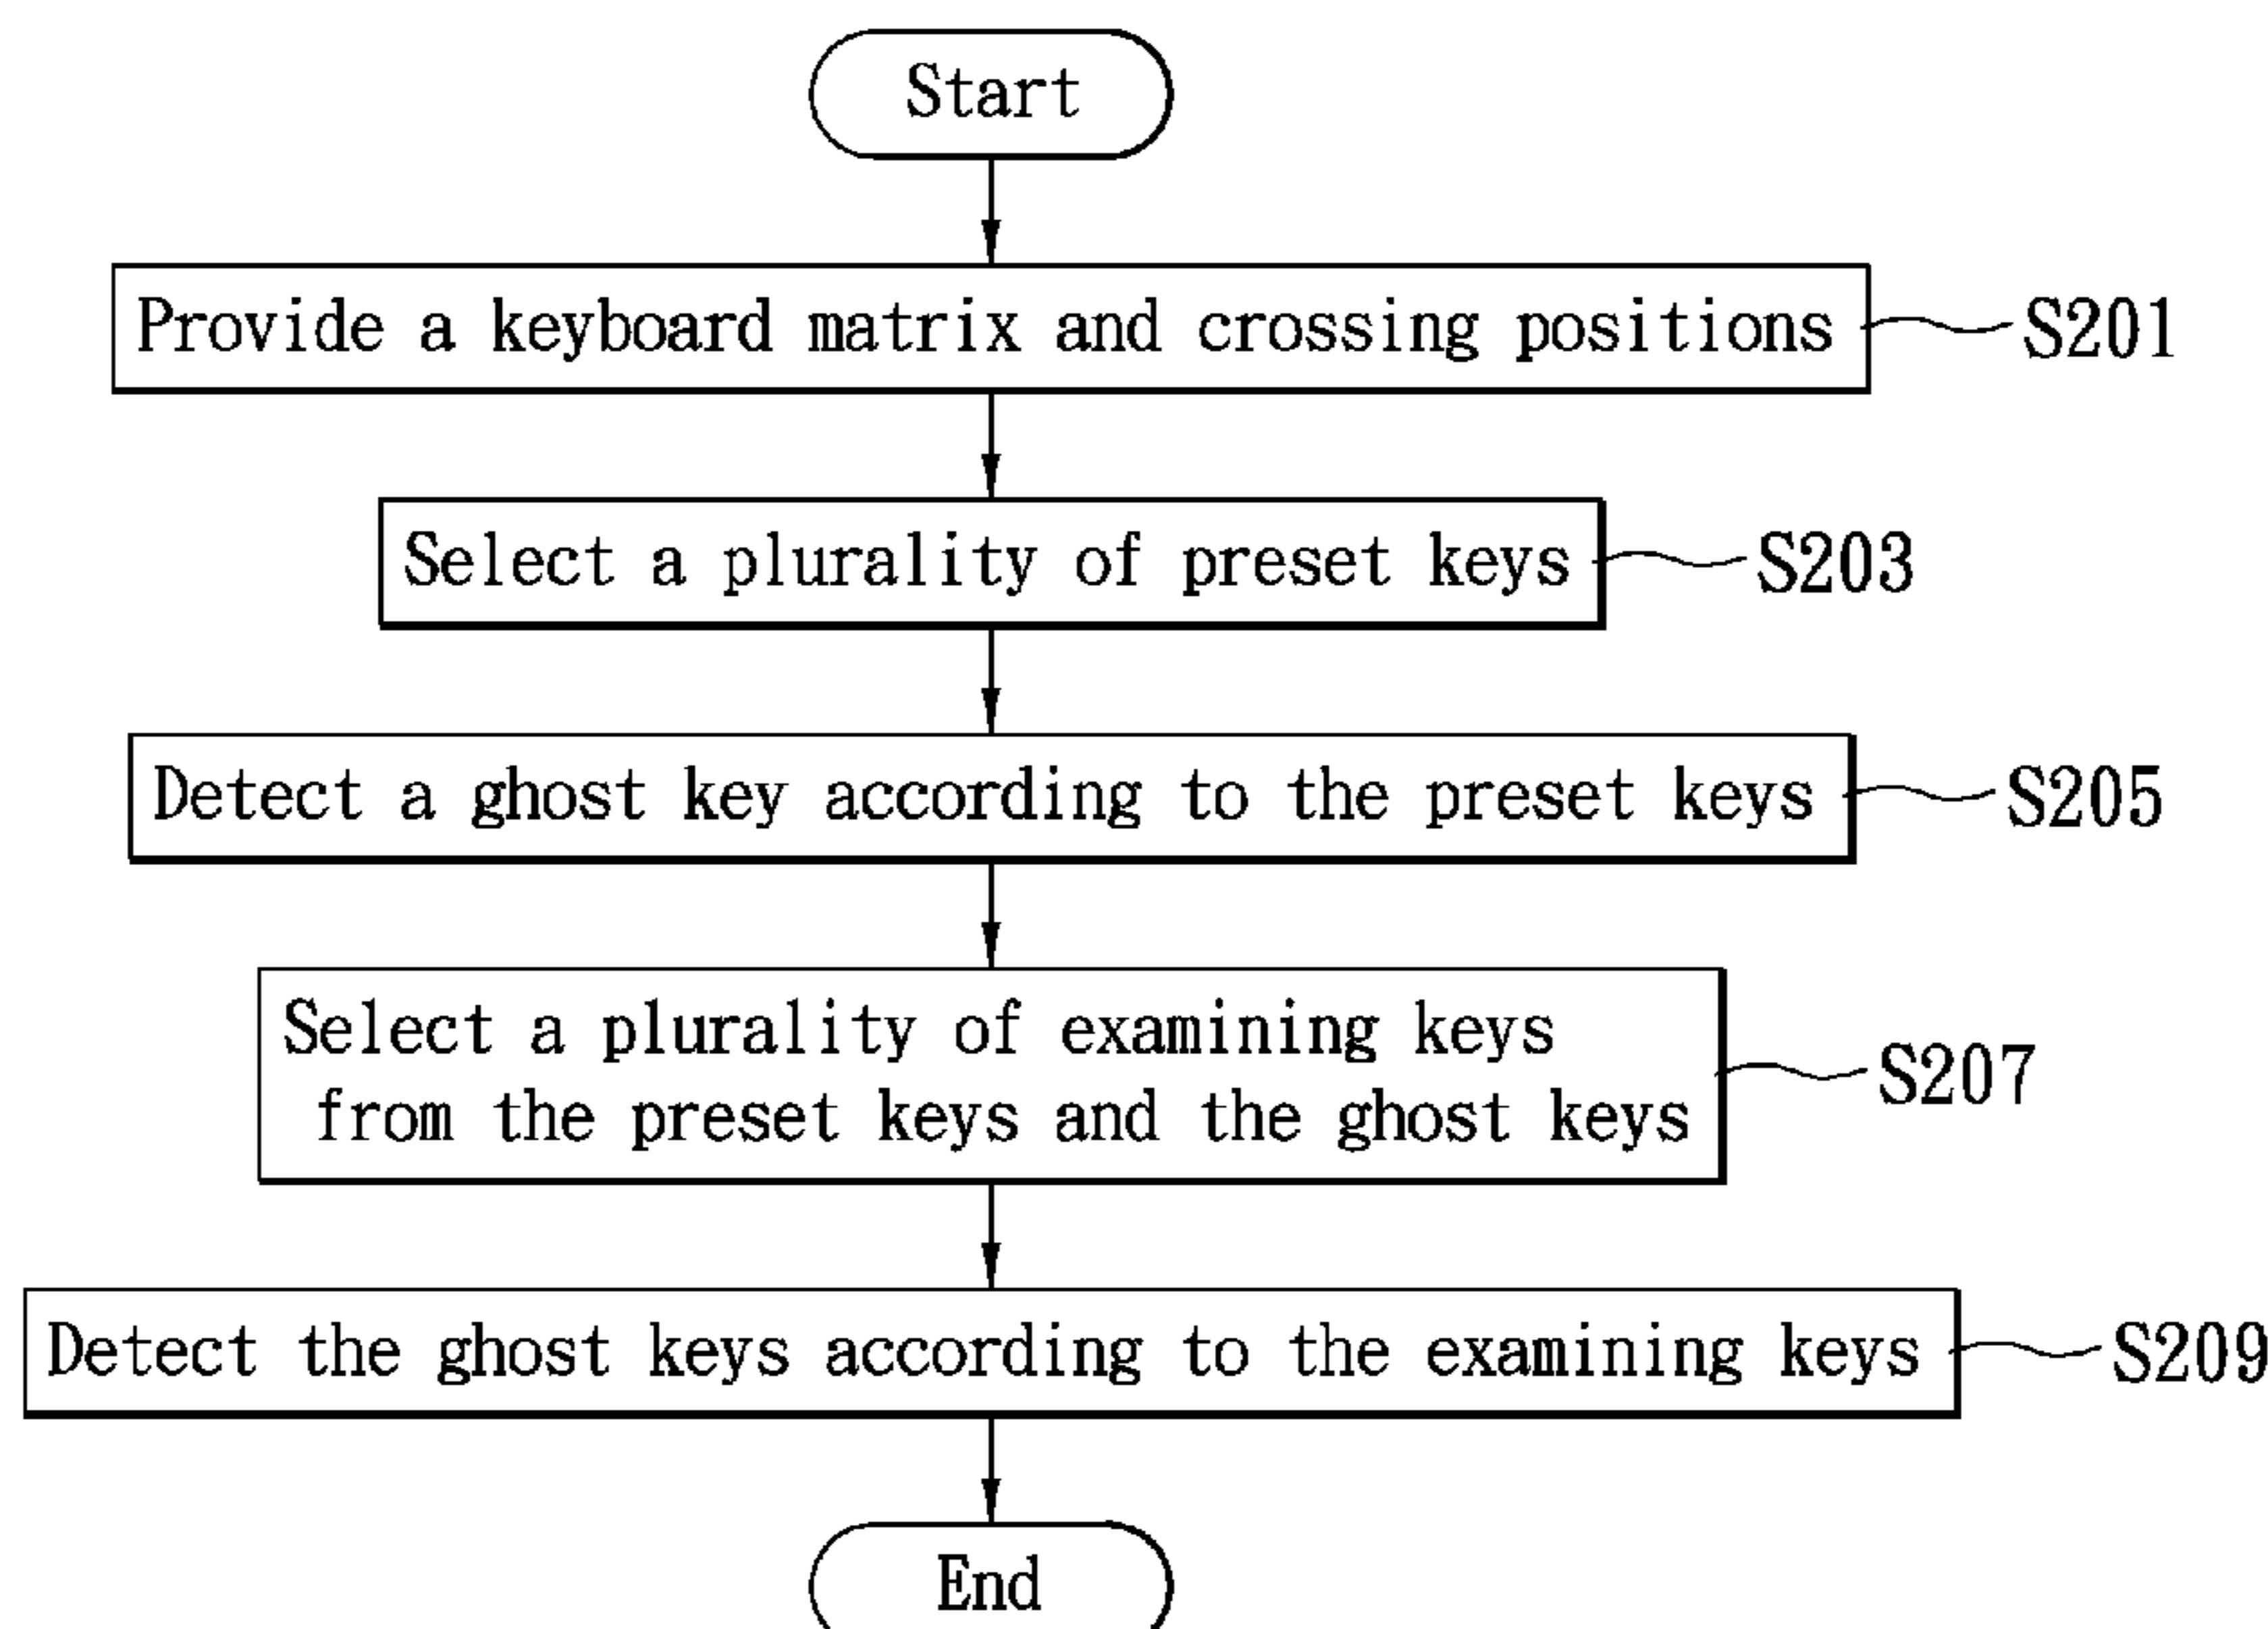 Start
Provide a keyboard matrix and crossing positions S201
Select a plurality of preset keys S203
Detect a ghost key according to the preset keys S205
Select a plurality of examining keys
from the preset keys and the ghost keys S207
Detect the ghost keys according to the examining keys S209
End